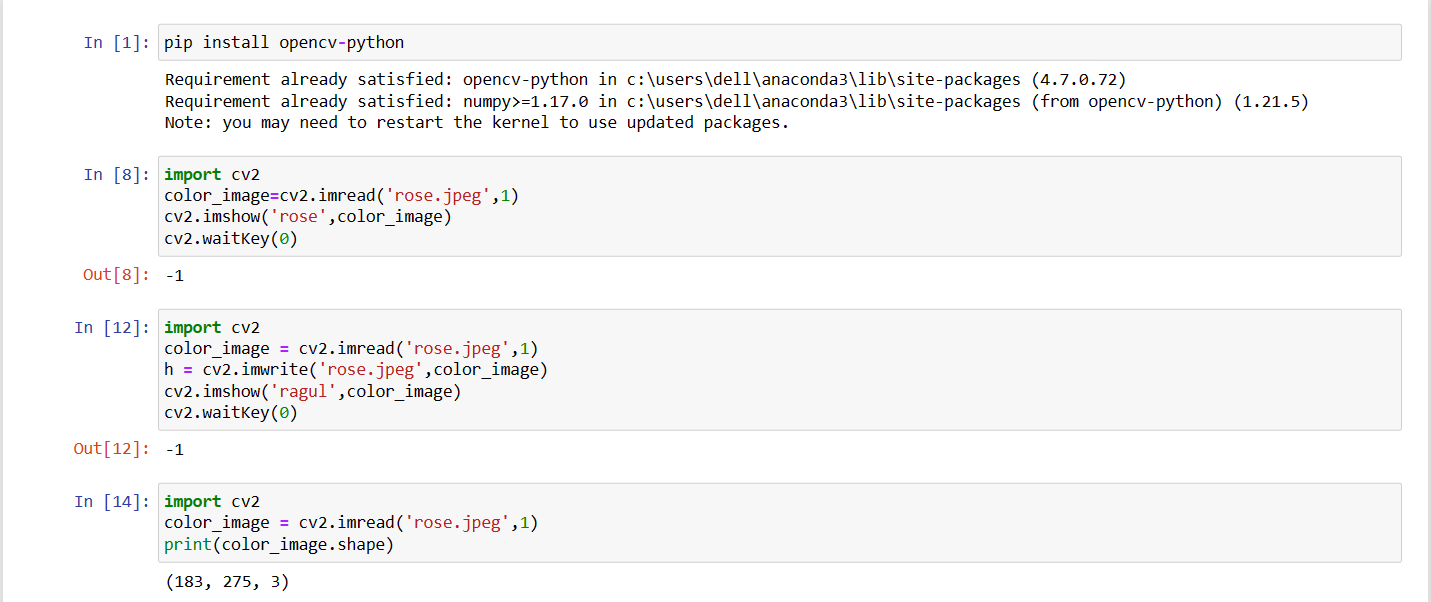 In [1]: pip install opencv-python
Requirement already satisfied: opencv-python in c:\users\dell\anaconda3\lib\site-packages (4.7.0.72)
Requirement already satisfied: numpy>=1.17.0 in c:\users\dell\anaconda3\lib\site-packages (from opencv-python) (1.21.5)
Note: you may need to restart the kernel to use updated packages.
In [8]: import cv2
color_image=cv2.imread('rose.jpeg',1)
cv2.imshow('rose',color_image)
cv2.waitKey(0)
Out[8]: -1
In [12]: import cv2
color_image = cv2.imread('rose.jpeg',1)
h = cv2.imwrite('rose.jpeg',color_image)
cv2.imshow('ragul',color_image)
cv2.waitKey(0)
Out[12]: -1
In [14]: import cv2
color_image = cv2.imread('rose.jpeg',1)
print(color_image.shape)
(183, 275, 3)